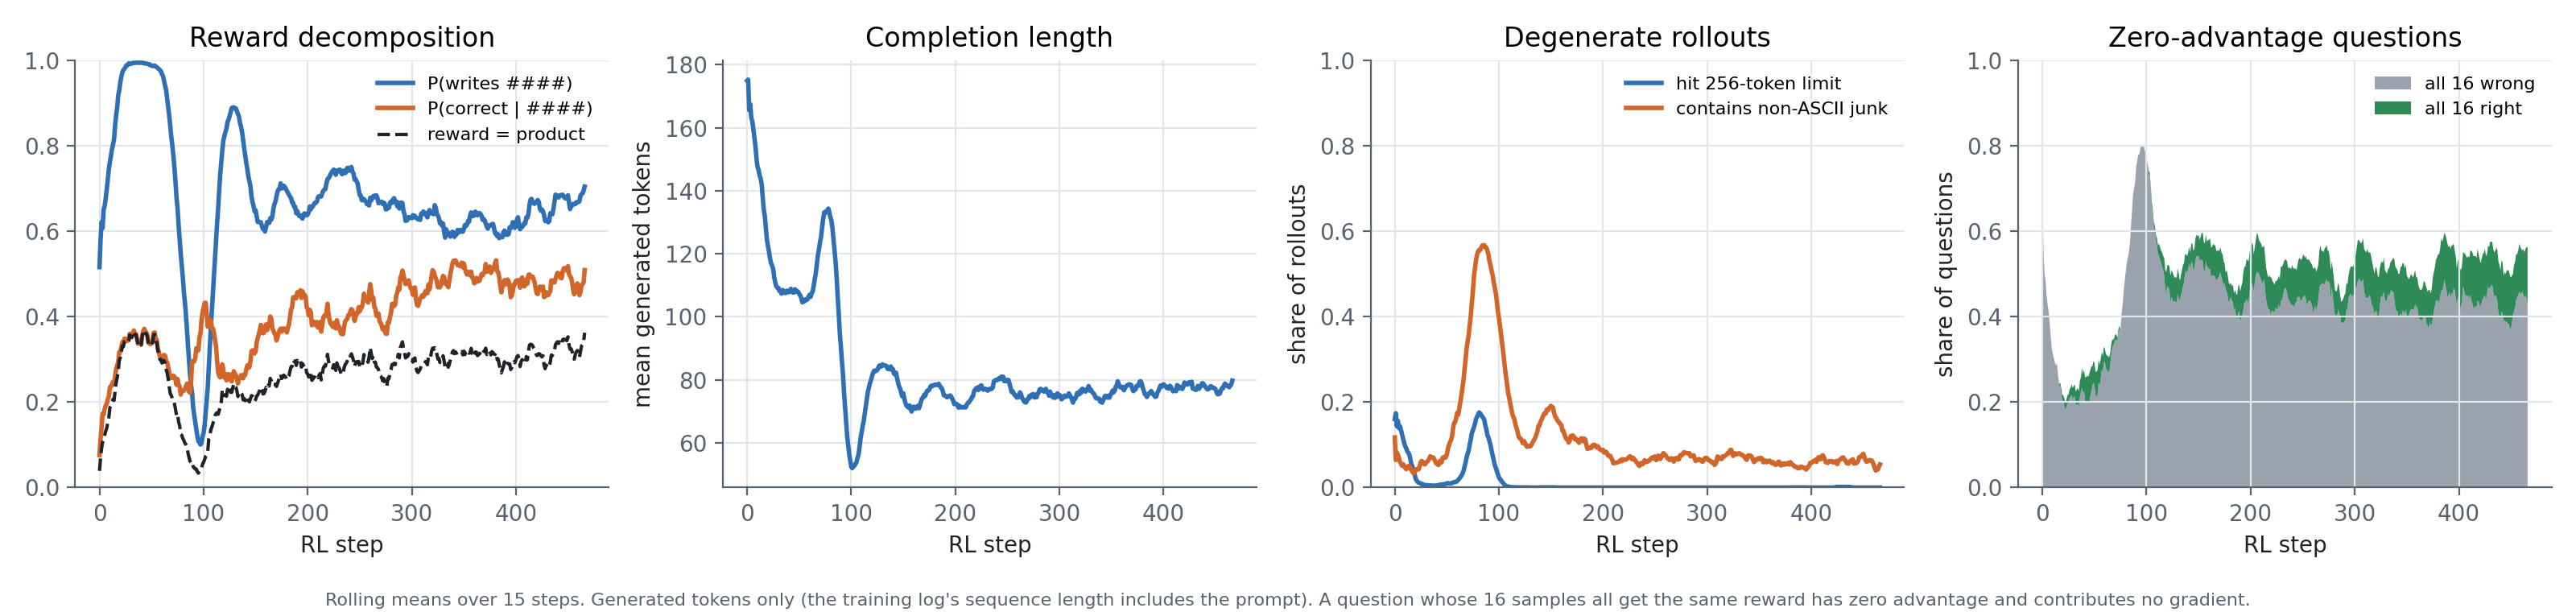 Reward decomposition
1.0
0.8
0.6
0.4
0.2
0.0
0
100
200
300
400
RL step
P(writes ####)
P(correct | ####)
reward = product
Completion length
mean generated tokens
180
160
140
120
100
80
60
0
100
200
300
400
RL step
Degenerate rollouts
share of rollouts
1.0
0.8
0.6
0.4
0.2
0.0
0
100
200
300
400
RL step
hit 256-token limit
contains non-ASCII junk
Zero-advantage questions
share of questions
1.0
0.8
0.6
0.4
0.2
0.0
0
100
200
300
400
RL step
all 16 wrong
all 16 right
Rolling means over 15 steps. Generated tokens only (the training log's sequence length includes the prompt). A question whose 16 samples all get the same reward has zero advantage and contributes no gradient.